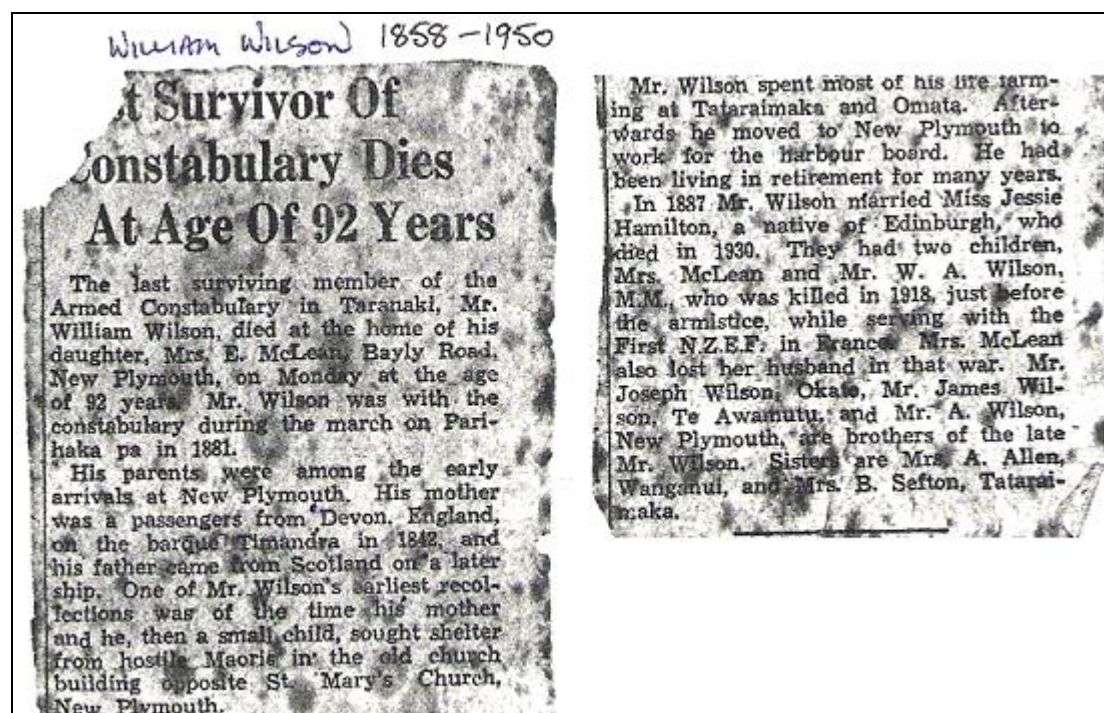 WILLIAM WILSON 1858-1950
st Survivor Of
Constabulary Dies
At Age Of 92 Years
The last surviving member of the
Armed Constabulary in Taranaki, Mr.
William Wilson, died at the home of his
daughter, Mrs. E. McLean, Bayly Road,
New Plymouth, on Monday at the age
of 92 years. Mr. Wilson was with the
constabulary during the march on Pari-
haka pa in 1881.
His parents were among the early
arrivals at New Plymouth. His mother
was a passengers from Devon, England,
on the barque Timandra in 1842, and
his father came from Scotland on a later
ship. One of Mr. Wilson's earliest recol-
lections was of the time his mother
and he, then a small child, sought shelter
from hostile Maoris in the old church
building opposite St. Mary's Church,
New Plymouth.
Mr. Wilson spent most of his life farm-
ing at Tataraimaka and Omata. After-
wards he moved to New Plymouth to
work for the harbour board. He had
been living in retirement for many years.
In 1887 Mr. Wilson married Miss Jessie
Hamilton, a native of Edinburgh, who
died in 1930. They had two children,
Mrs. McLean and Mr. W. A. Wilson,
M.M., who was killed in 1918, just before
the armistice, while serving with the
First N.Z.E.F. in France. Mrs. McLean
also lost her husband in that war. Mr.
Joseph Wilson, Okato, Mr. James Wil-
son, Te Awamutu, and Mr. A. Wilson,
New Plymouth, are brothers of the late
Mr. Wilson. Sisters are Mrs. A. Allen,
Wanganui, and Mrs. B. Sefton, Tatarai-
maka.